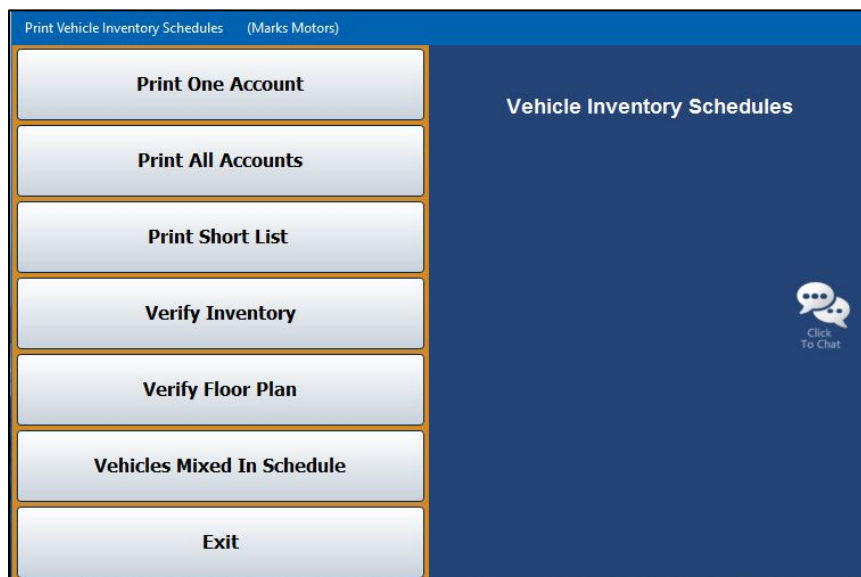 Print Vehicle Inventory Schedules (Marks Motors)
Print One Account
Print All Accounts
Print Short List
Verify Inventory
Verify Floor Plan
Vehicles Mixed In Schedule
Exit
Vehicle Inventory Schedules
Click
To Chat